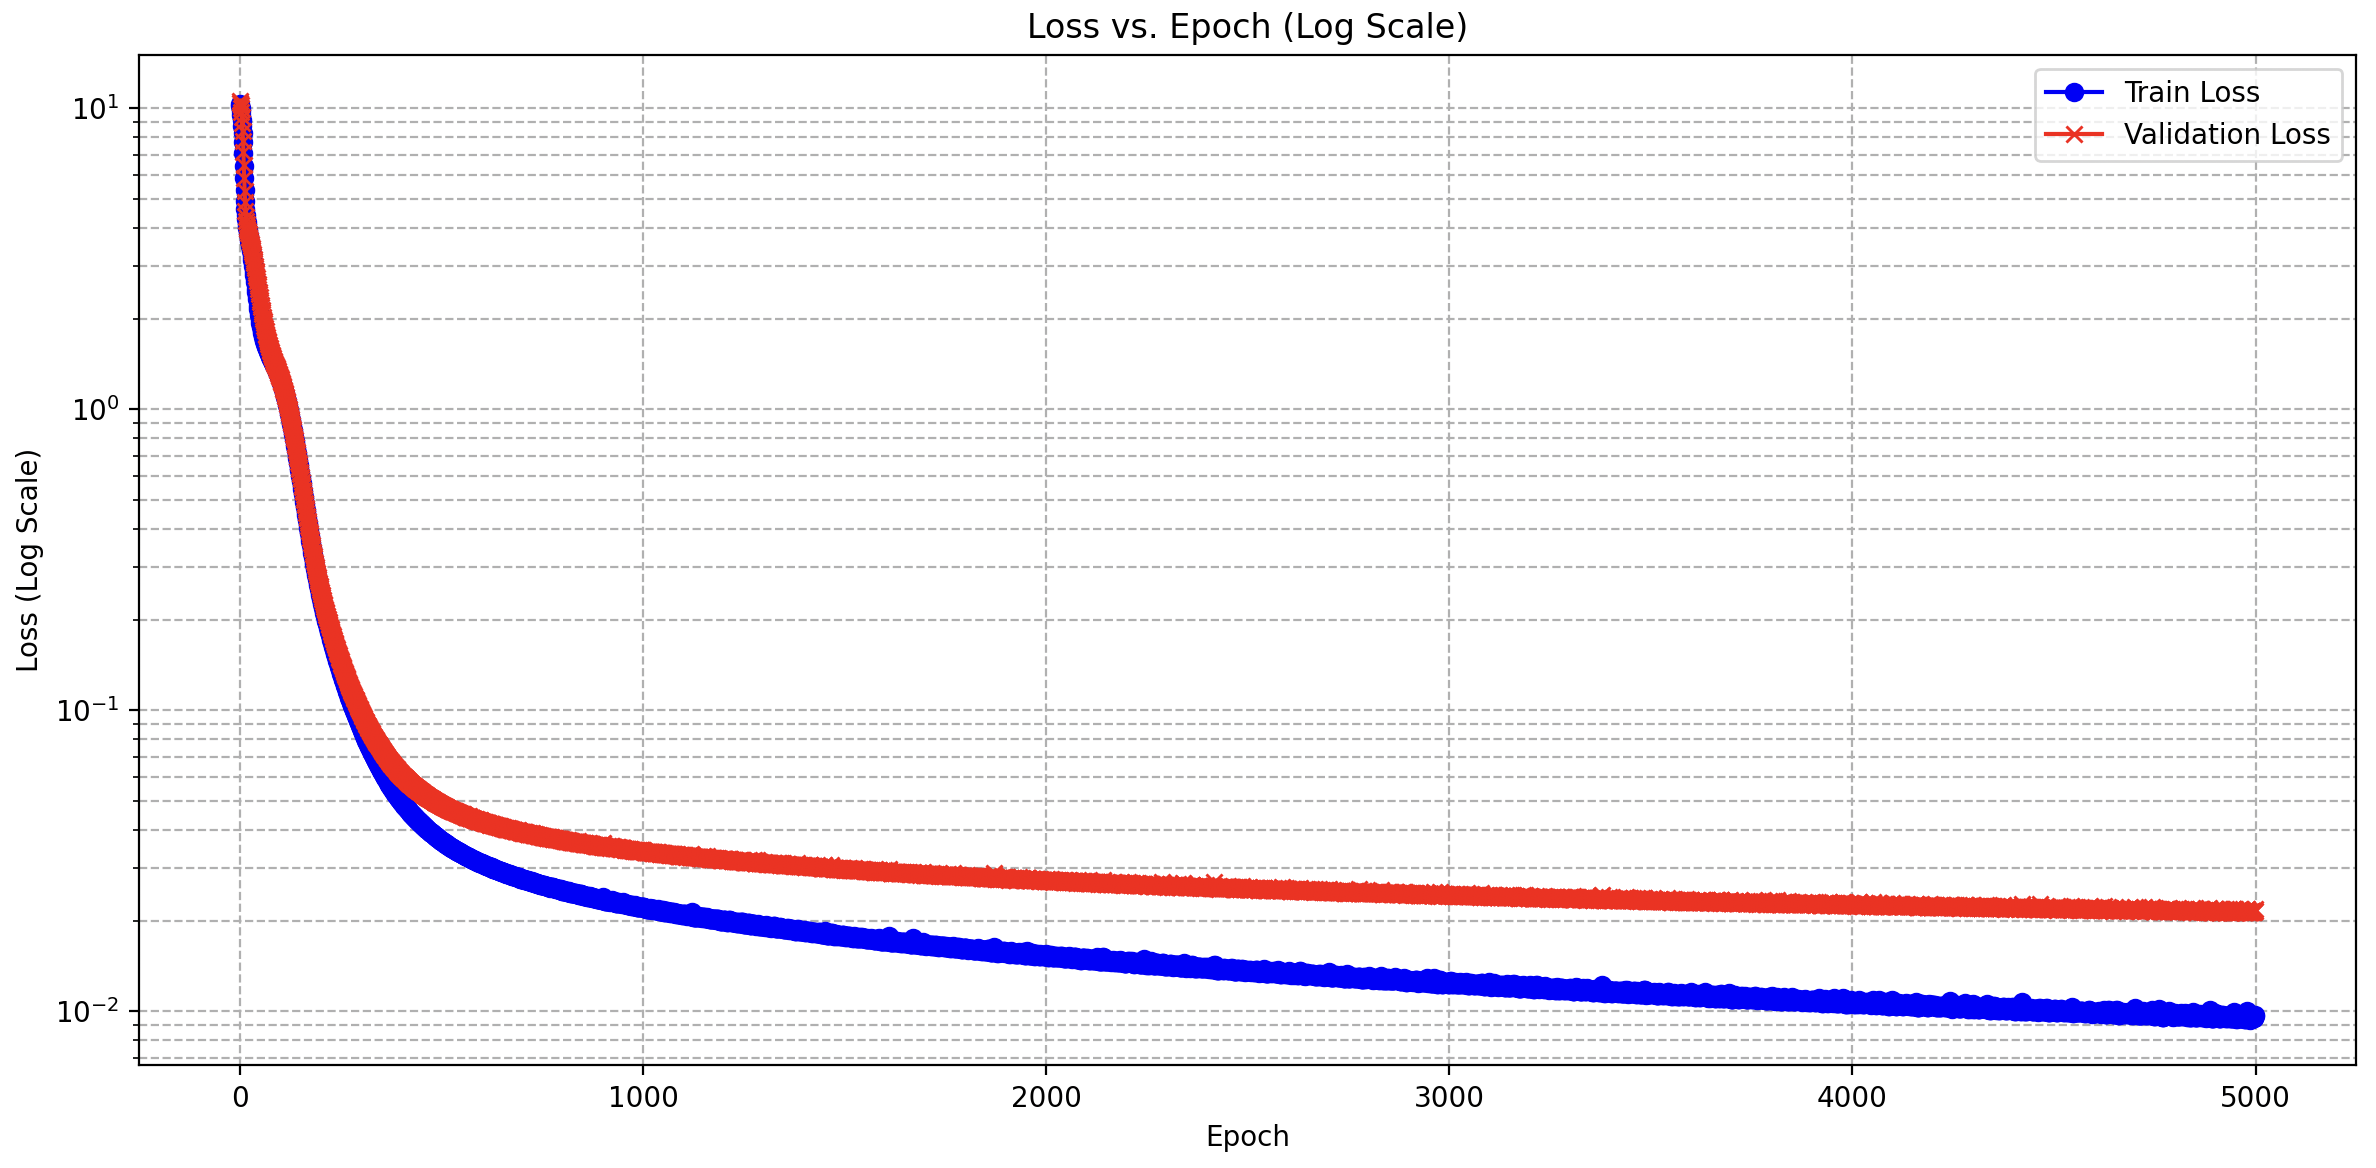 Loss vs. Epoch (Log Scale)
Train Loss
Validation Loss
Loss (Log Scale)
10¹
10⁰
10⁻¹
10⁻²
0 1000 2000 3000 4000 5000
Epoch